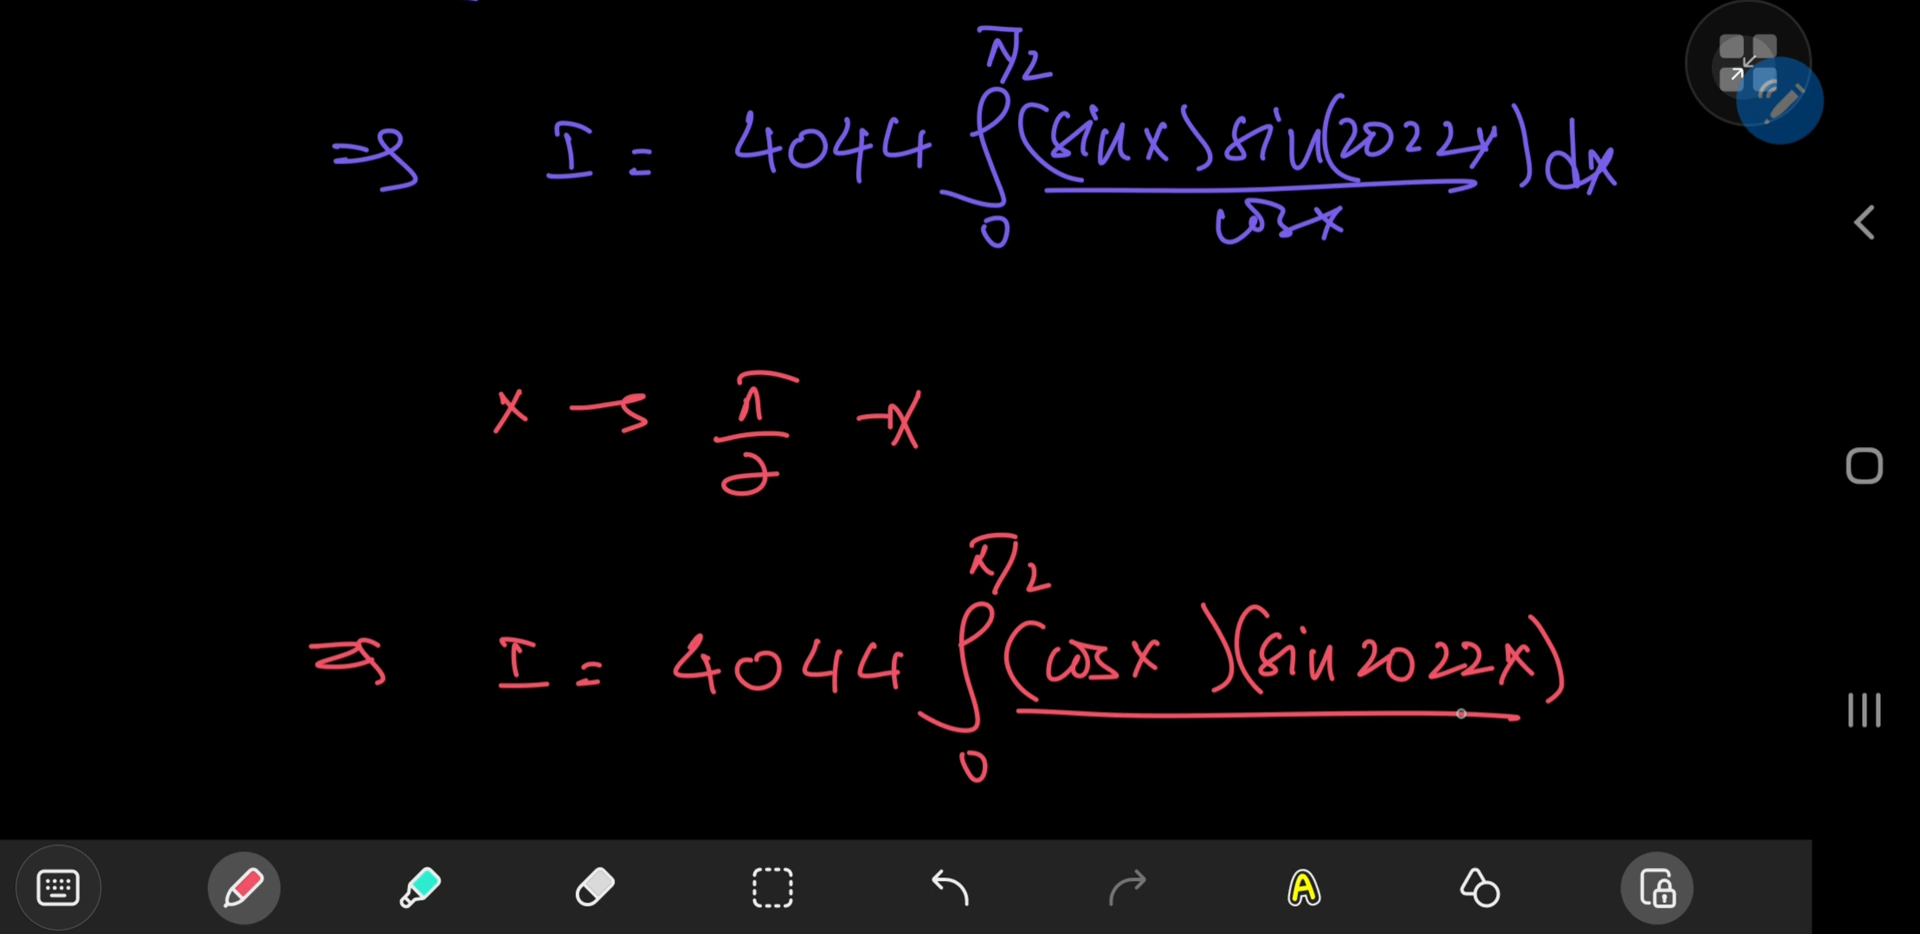 ⇒ I = 4044 ∫₀^(π/2) (sin x) sin(2022x) / cos x dx
x → π/2 - x
⇒ I = 4044 ∫₀^(π/2) (cos x)(sin 2022x)
A